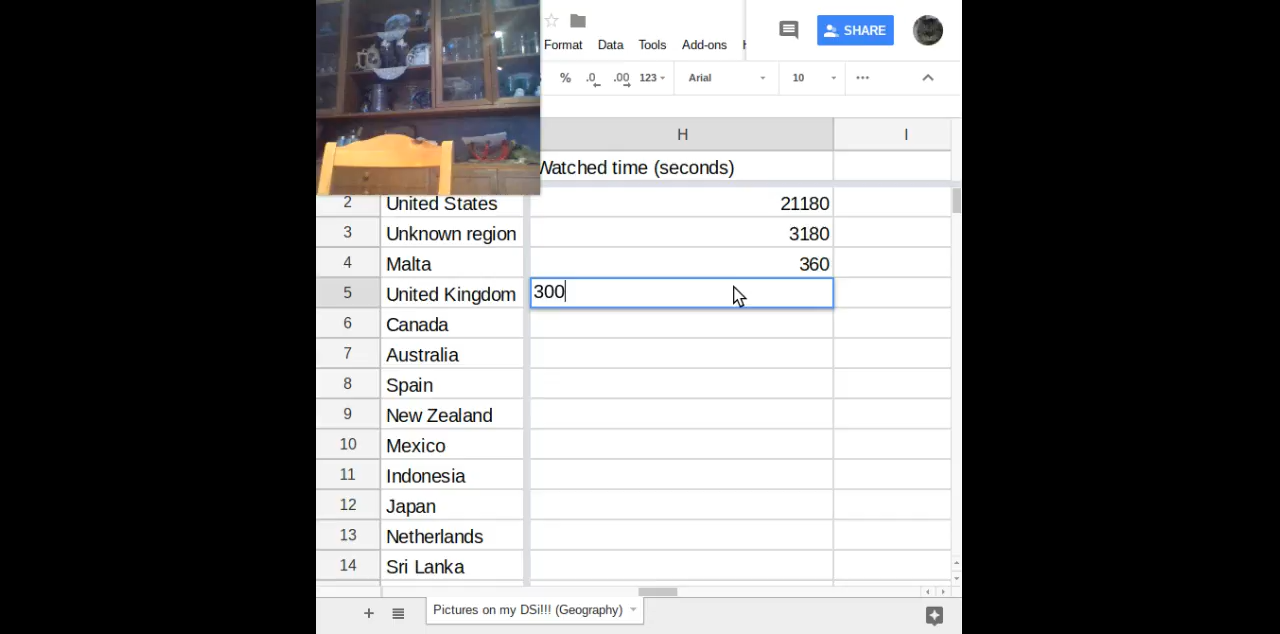 SHARE
Format Data Tools Add-ons
% .0 .00 123 Arial 10
H I
Watched time (seconds)
2 United States 21180
3 Unknown region 3180
4 Malta 360
5 United Kingdom 300
6 Canada
7 Australia
8 Spain
9 New Zealand
10 Mexico
11 Indonesia
12 Japan
13 Netherlands
14 Sri Lanka
Pictures on my DSi!!! (Geography)